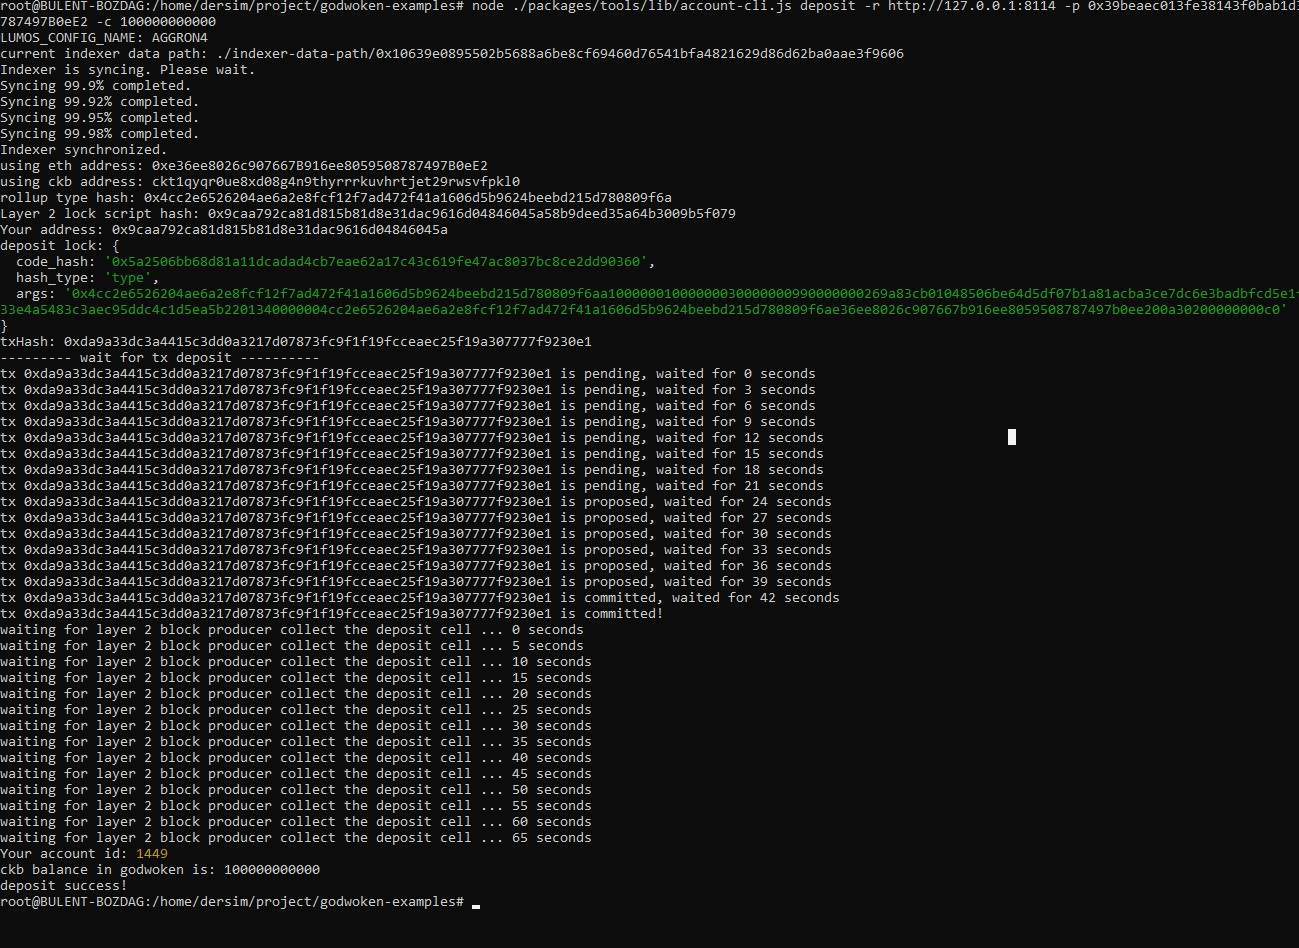 root@BULENT-BOZDAG:/home/dersim/project/godwoken-examples# node ./packages/tools/lib/account-cli.js deposit -r http://127.0.0.1:8114 -p 0x39beaec013fe38143f0bab1d3
787497B0eE2 -c 100000000000
LUMOS_CONFIG_NAME: AGGRON4
current indexer data path: ./indexer-data-path/0x10639e0895502b5688a6be8cf69460d76541bfa4821629d86d62ba0aae3f9606
Indexer is syncing. Please wait.
Syncing 99.9% completed.
Syncing 99.92% completed.
Syncing 99.95% completed.
Syncing 99.98% completed.
Indexer synchronized.
using eth address: 0xe36ee8026c907667B916ee8059508787497B0eE2
using ckb address: ckt1qyqr0ue8xd08g4n9thyrrrkuvhrtjet29rwsvfpkl0
rollup type hash: 0x4cc2e6526204ae6a2e8fcf12f7ad472f41a1606d5b9624beebd215d780809f6a
Layer 2 lock script hash: 0x9caa792ca81d815b81d8e31dac9616d04846045a58b9deed35a64b3009b5f079
Your address: 0x9caa792ca81d815b81d8e31dac9616d04846045a
deposit lock: {
  code_hash: '0x5a2506bb68d81a11dcadad4cb7eae62a17c43c619fe47ac8037bc8ce2dd90360',
  hash_type: 'type',
  args: '0x4cc2e6526204ae6a2e8fcf12f7ad472f41a1606d5b9624beebd215d780809f6aa10000001000000030000000990000000269a83cb01048506be64d5df07b1a81acba3ce7dc6e3badbfcd5e1
33e4a5483c3aec95ddc4c1d5ea5b2201340000004cc2e6526204ae6a2e8fcf12f7ad472f41a1606d5b9624beebd215d780809f6ae36ee8026c907667b916ee8059508787497b0ee200a30200000000c0'
}
txHash: 0xda9a33dc3a4415c3dd0a3217d07873fc9f1f19fcceaec25f19a307777f9230e1
--------- wait for tx deposit ----------
tx 0xda9a33dc3a4415c3dd0a3217d07873fc9f1f19fcceaec25f19a307777f9230e1 is pending, waited for 0 seconds
tx 0xda9a33dc3a4415c3dd0a3217d07873fc9f1f19fcceaec25f19a307777f9230e1 is pending, waited for 3 seconds
tx 0xda9a33dc3a4415c3dd0a3217d07873fc9f1f19fcceaec25f19a307777f9230e1 is pending, waited for 6 seconds
tx 0xda9a33dc3a4415c3dd0a3217d07873fc9f1f19fcceaec25f19a307777f9230e1 is pending, waited for 9 seconds
tx 0xda9a33dc3a4415c3dd0a3217d07873fc9f1f19fcceaec25f19a307777f9230e1 is pending, waited for 12 seconds
tx 0xda9a33dc3a4415c3dd0a3217d07873fc9f1f19fcceaec25f19a307777f9230e1 is pending, waited for 15 seconds
tx 0xda9a33dc3a4415c3dd0a3217d07873fc9f1f19fcceaec25f19a307777f9230e1 is pending, waited for 18 seconds
tx 0xda9a33dc3a4415c3dd0a3217d07873fc9f1f19fcceaec25f19a307777f9230e1 is pending, waited for 21 seconds
tx 0xda9a33dc3a4415c3dd0a3217d07873fc9f1f19fcceaec25f19a307777f9230e1 is proposed, waited for 24 seconds
tx 0xda9a33dc3a4415c3dd0a3217d07873fc9f1f19fcceaec25f19a307777f9230e1 is proposed, waited for 27 seconds
tx 0xda9a33dc3a4415c3dd0a3217d07873fc9f1f19fcceaec25f19a307777f9230e1 is proposed, waited for 30 seconds
tx 0xda9a33dc3a4415c3dd0a3217d07873fc9f1f19fcceaec25f19a307777f9230e1 is proposed, waited for 33 seconds
tx 0xda9a33dc3a4415c3dd0a3217d07873fc9f1f19fcceaec25f19a307777f9230e1 is proposed, waited for 36 seconds
tx 0xda9a33dc3a4415c3dd0a3217d07873fc9f1f19fcceaec25f19a307777f9230e1 is proposed, waited for 39 seconds
tx 0xda9a33dc3a4415c3dd0a3217d07873fc9f1f19fcceaec25f19a307777f9230e1 is committed, waited for 42 seconds
tx 0xda9a33dc3a4415c3dd0a3217d07873fc9f1f19fcceaec25f19a307777f9230e1 is committed!
waiting for layer 2 block producer collect the deposit cell ... 0 seconds
waiting for layer 2 block producer collect the deposit cell ... 5 seconds
waiting for layer 2 block producer collect the deposit cell ... 10 seconds
waiting for layer 2 block producer collect the deposit cell ... 15 seconds
waiting for layer 2 block producer collect the deposit cell ... 20 seconds
waiting for layer 2 block producer collect the deposit cell ... 25 seconds
waiting for layer 2 block producer collect the deposit cell ... 30 seconds
waiting for layer 2 block producer collect the deposit cell ... 35 seconds
waiting for layer 2 block producer collect the deposit cell ... 40 seconds
waiting for layer 2 block producer collect the deposit cell ... 45 seconds
waiting for layer 2 block producer collect the deposit cell ... 50 seconds
waiting for layer 2 block producer collect the deposit cell ... 55 seconds
waiting for layer 2 block producer collect the deposit cell ... 60 seconds
waiting for layer 2 block producer collect the deposit cell ... 65 seconds
Your account id: 1449
ckb balance in godwoken is: 100000000000
deposit success!
root@BULENT-BOZDAG:/home/dersim/project/godwoken-examples#